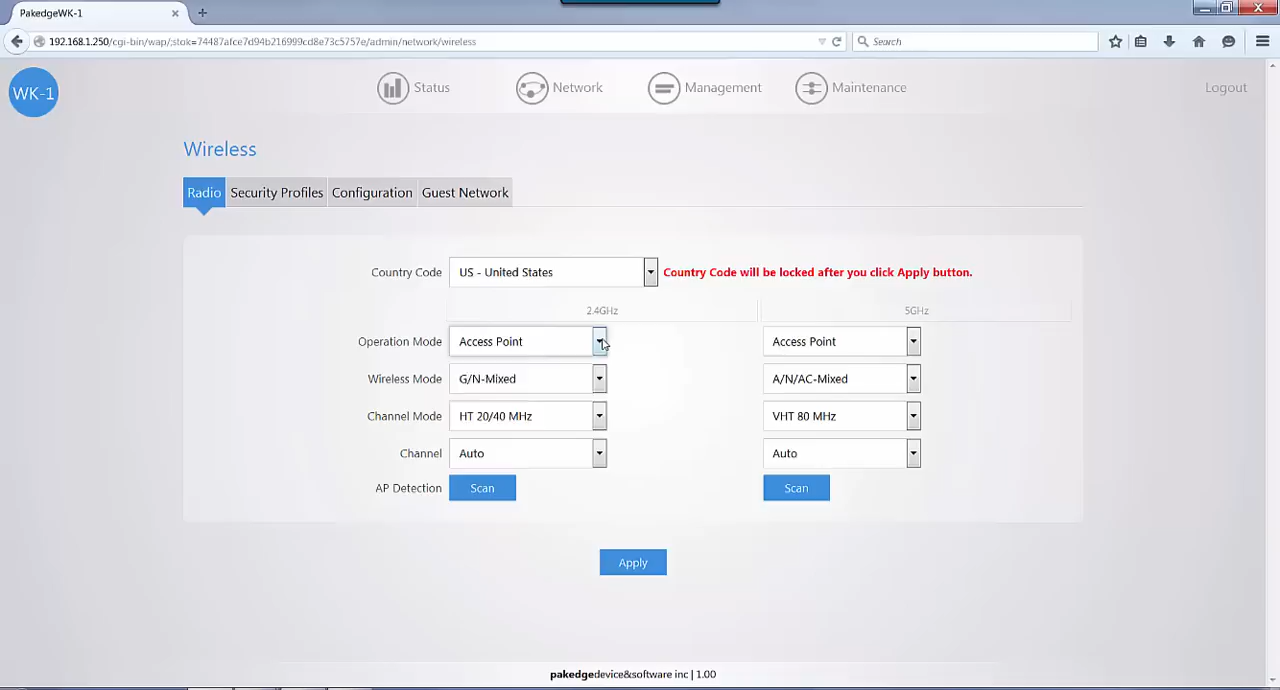 PakedgeWK-1
192.168.1.250/cgi-bin/wap/;stok=74487afce7d94b216999cd8e73c5757e/admin/network/wireless
Search
WK-1
Status
Network
Management
Maintenance
Logout
Wireless
Radio
Security Profiles
Configuration
Guest Network
Country Code
US - United States
Country Code will be locked after you click Apply button.
2.4GHz
5GHz
Operation Mode
Access Point
Access Point
Wireless Mode
G/N-Mixed
A/N/AC-Mixed
Channel Mode
HT 20/40 MHz
VHT 80 MHz
Channel
Auto
Auto
AP Detection
Scan
Scan
Apply
pakedgedevice&software inc | 1.00